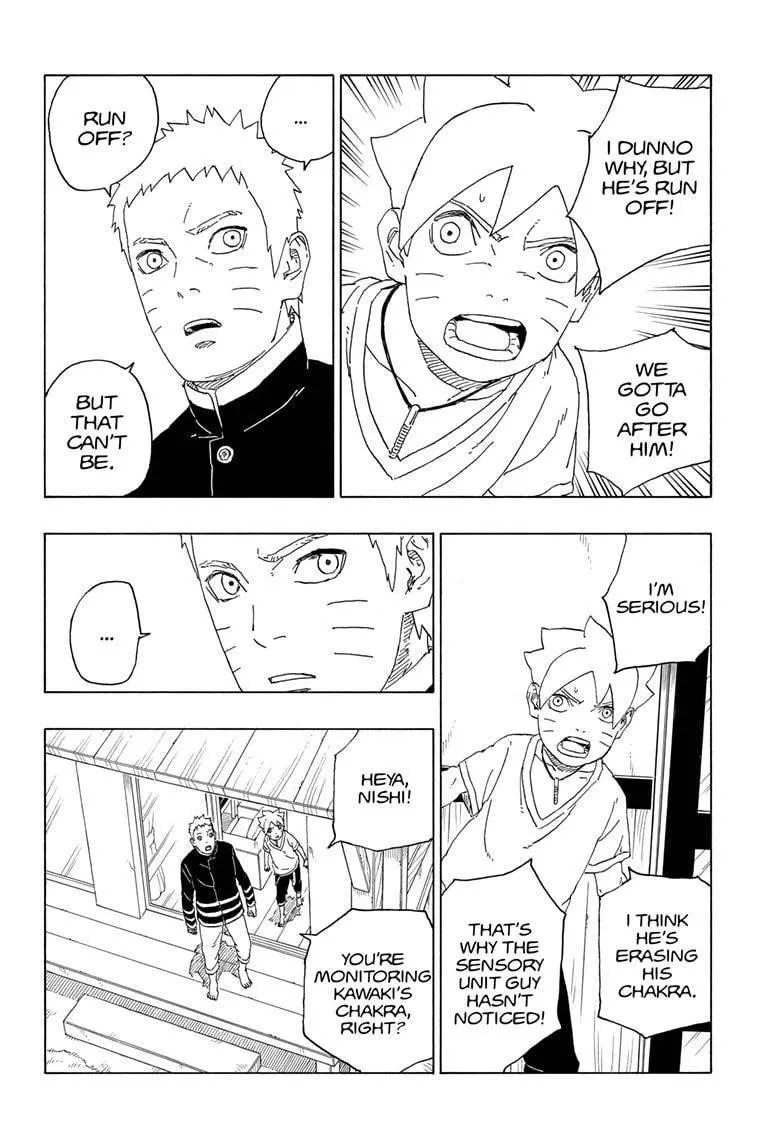 I DUNNO
WHY, BUT
HE'S RUN
OFF!
WE
GOTTA
GO
AFTER
HIM!
...
RUN
OFF?
BUT
THAT
CAN'T
BE.
I'M
SERIOUS!
I THINK
HE'S
ERASING
HIS
CHAKRA.
THAT'S
WHY THE
SENSORY
UNIT GUY
HASN'T
NOTICED!
...
HEYA,
NISHI!
YOU'RE
MONITORING
KAWAKI'S
CHAKRA,
RIGHT?